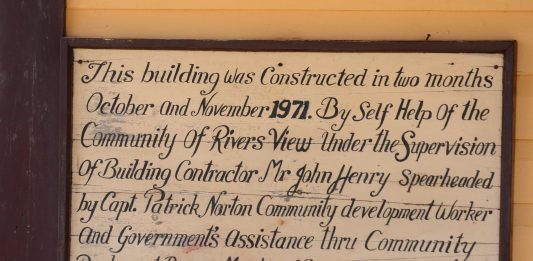 This building was Constructed in two months
October and November 1971. By Self Help Of the
Community Of Rivers View Under the Supervision
of Building Contractor Mr John Henry Spearheaded
by Capt. Patrick Norton Community development Worker
and Government's Assistance thru Community